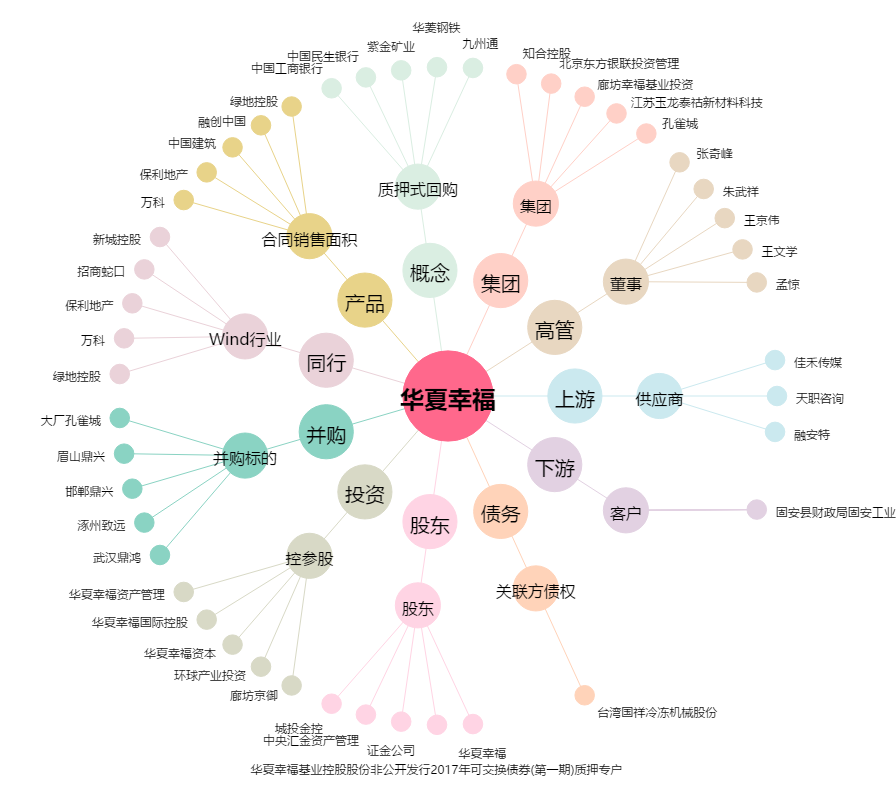 华菱钢铁
九州通
紫金矿业
中国民生银行
中国工商银行
知合控股
北京东方银联投资管理
廊坊幸福基业投资
江苏玉龙泰祜新材料科技
孔雀城
绿地控股
融创中国
中国建筑
保利地产
万科
张奇峰
朱武祥
王京伟
王文学
孟惊
质押式回购
集团
合同销售面积
概念
集团
董事
产品
高管
新城控股
招商蛇口
保利地产
万科
绿地控股
Wind行业
同行
华夏幸福
上游
供应商
佳禾传媒
天职咨询
融安特
大厂孔雀城
眉山鼎兴
邯郸鼎兴
涿州致远
武汉鼎鸿
并购标的
并购
下游
客户
固安县财政局固安工业
投资
股东
债务
控参股
股东
关联方债权
华夏幸福资产管理
华夏幸福国际控股
华夏幸福资本
环球产业投资
廊坊京御
台湾国祥冷冻机械股份
城投金控
中央汇金资产管理
证金公司
华夏幸福
华夏幸福基业控股股份非公开发行2017年可交换债券(第一期)质押专户